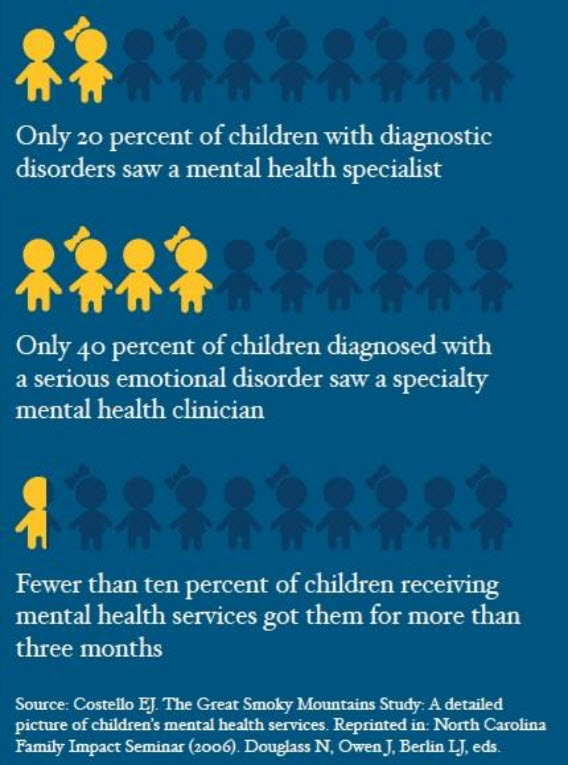 Only 20 percent of children with diagnostic
disorders saw a mental health specialist
Only 40 percent of children diagnosed with
a serious emotional disorder saw a specialty
mental health clinician
Fewer than ten percent of children receiving
mental health services got them for more than
three months
Source: Costello EJ. The Great Smoky Mountains Study: A detailed
picture of children's mental health services. Reprinted in: North Carolina
Family Impact Seminar (2006). Douglass N, Owen J, Berlin LJ, eds.